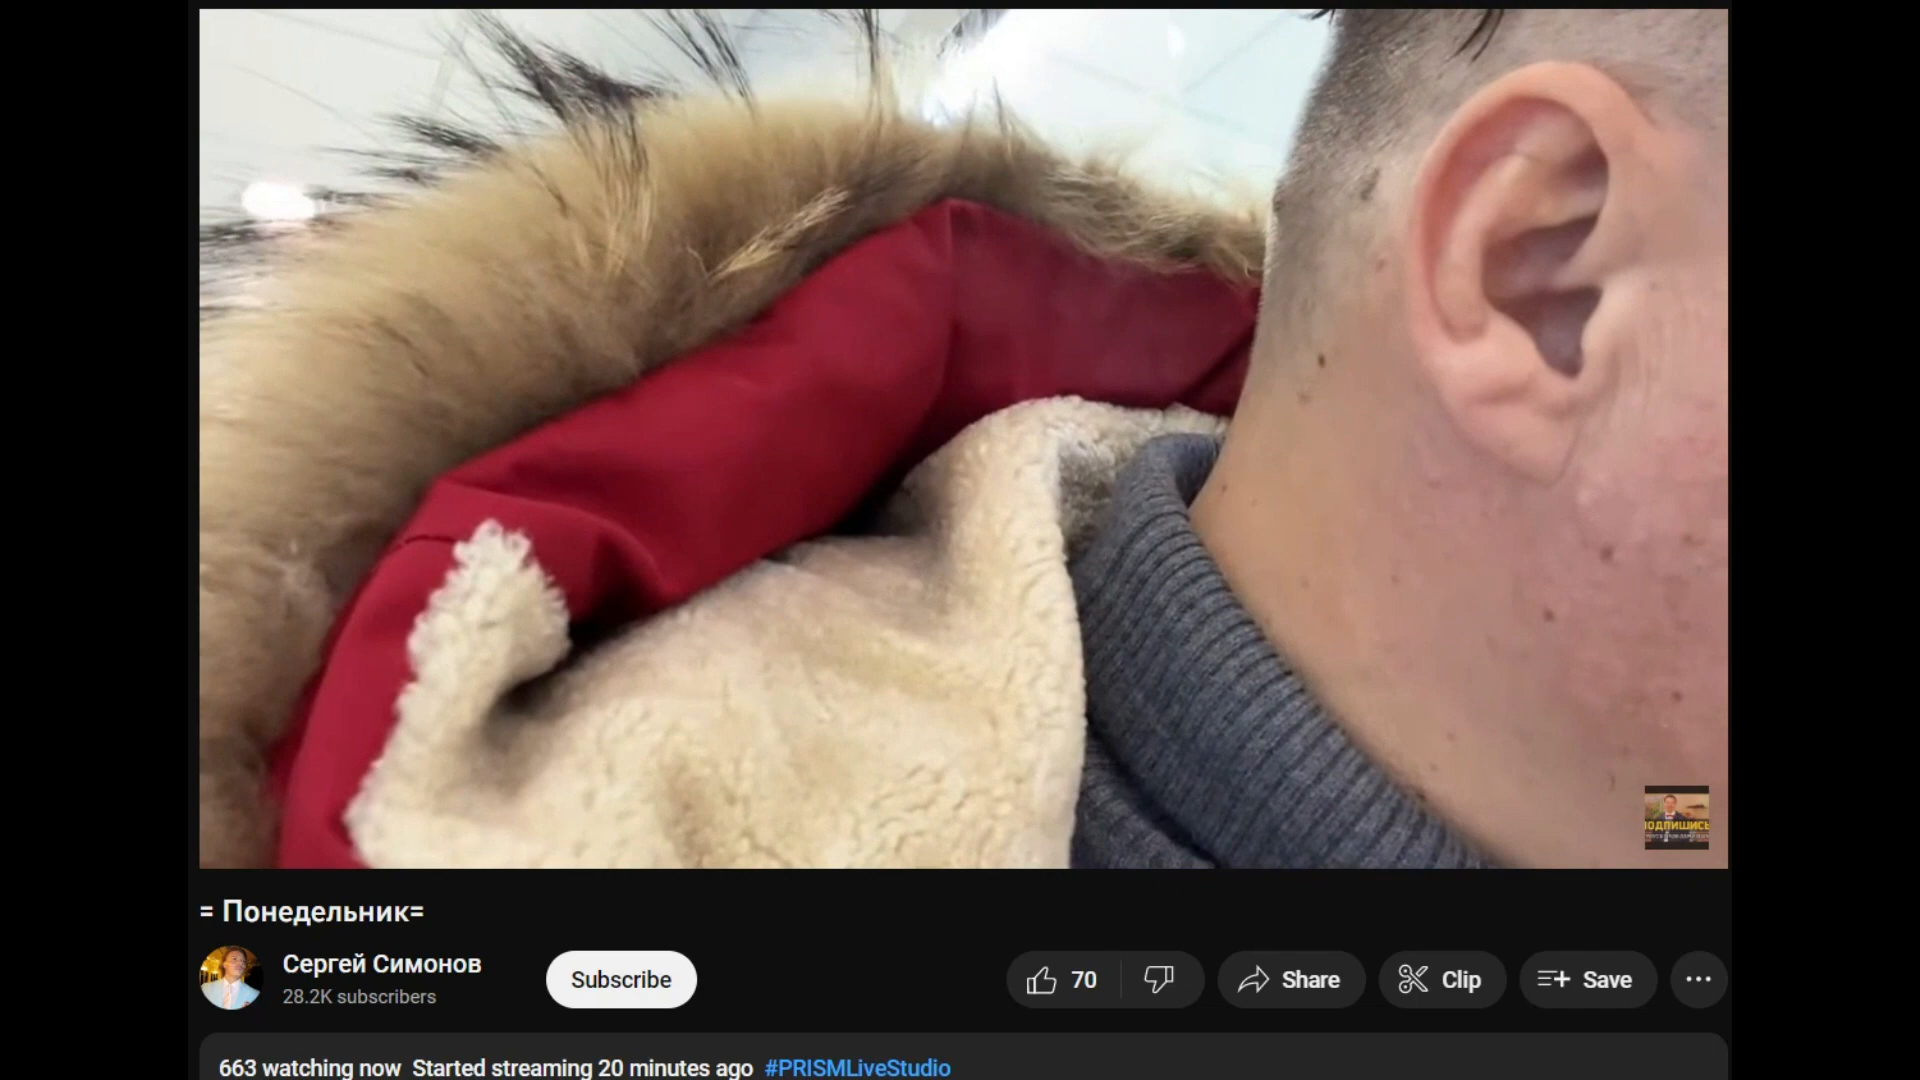 ПОДПИШИСЬ
= Понедельник=
Сергей Симонов
28.2K subscribers
Subscribe
70
Share
Clip
Save
663 watching now Started streaming 20 minutes ago #PRISMLiveStudio